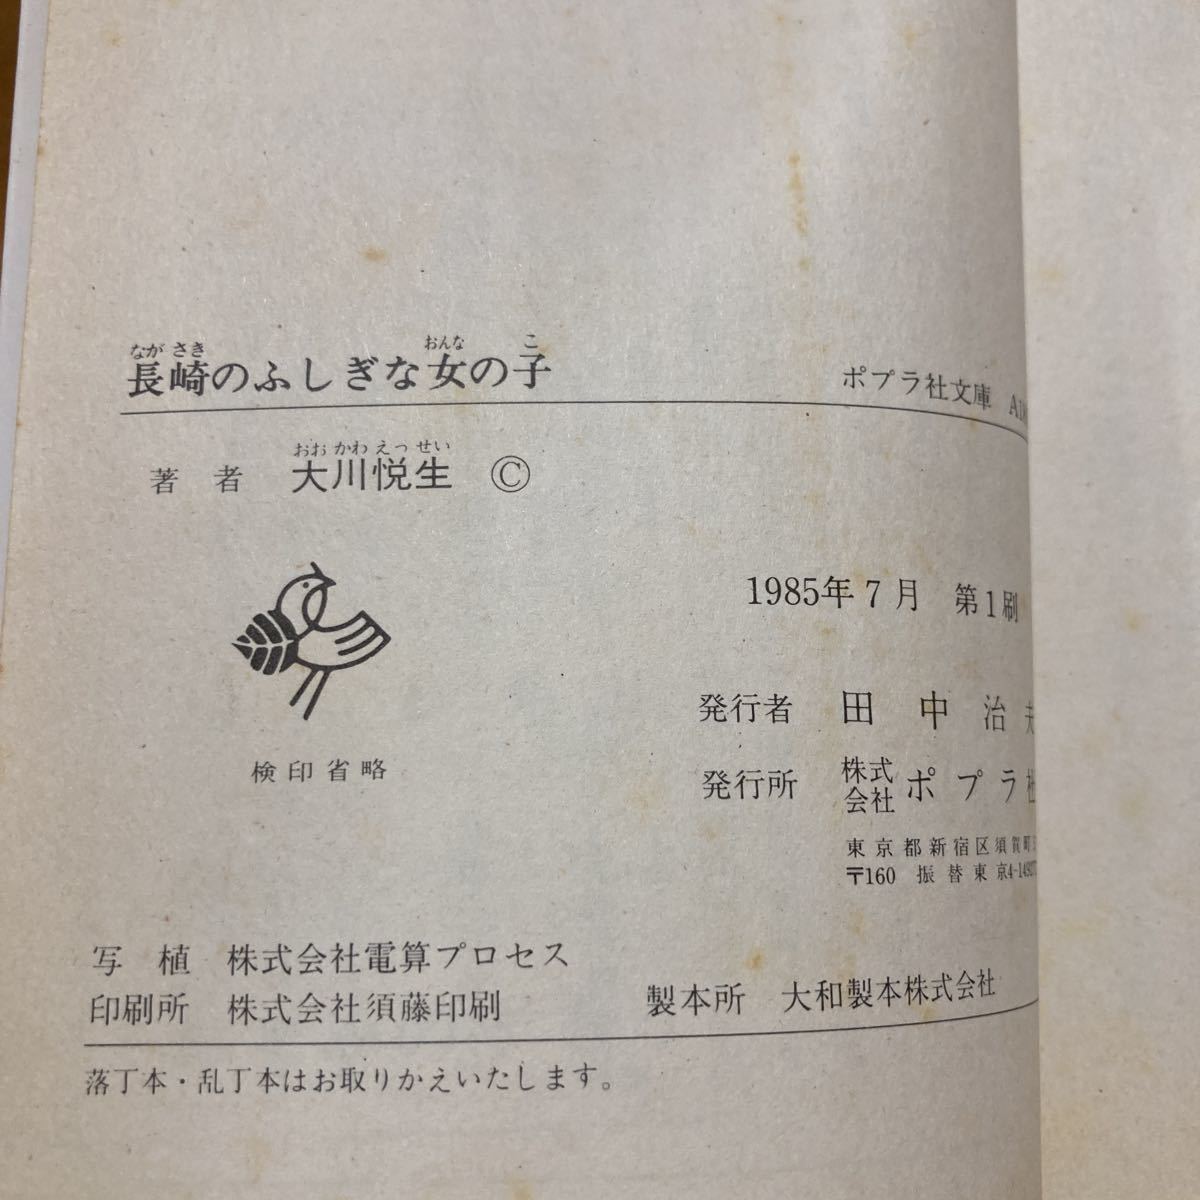 ながさき おんな こ
長崎のふしぎな女の子
ポプラ社文庫
おおかわえっせい
著者 大川悦生 ©
1985年7月 第1刷
発行者 田中治夫
検印省略
発行所 株式会社ポプラ社
東京都新宿区須賀町
〒160 振替東京4-149
写植 株式会社電算プロセス
印刷所 株式会社須藤印刷
製本所 大和製本株式会社
落丁本・乱丁本はお取りかえいたします。